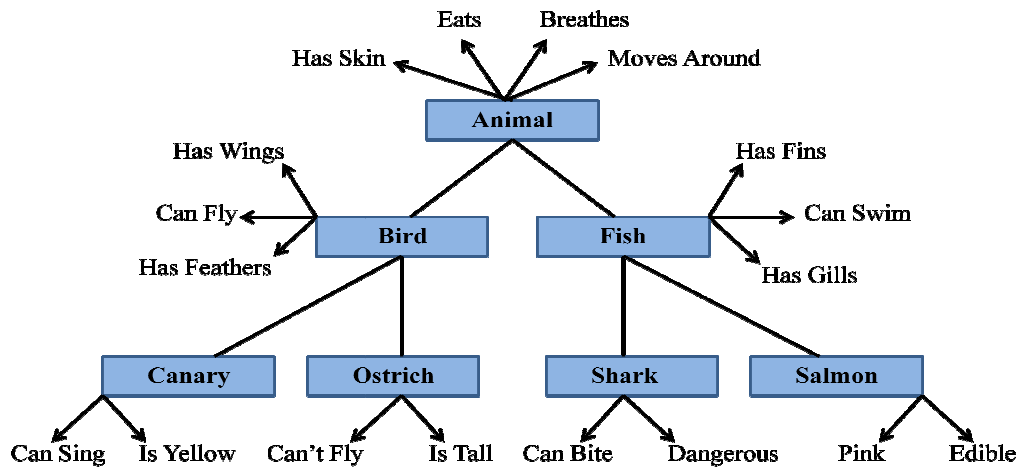 Eats
Breathes
Has Skin
Moves Around
Animal
Has Wings
Has Fins
Can Fly
Can Swim
Bird
Fish
Has Feathers
Has Gills
Canary
Ostrich
Shark
Salmon
Can Sing
Is Yellow
Can't Fly
Is Tall
Can Bite
Dangerous
Pink
Edible